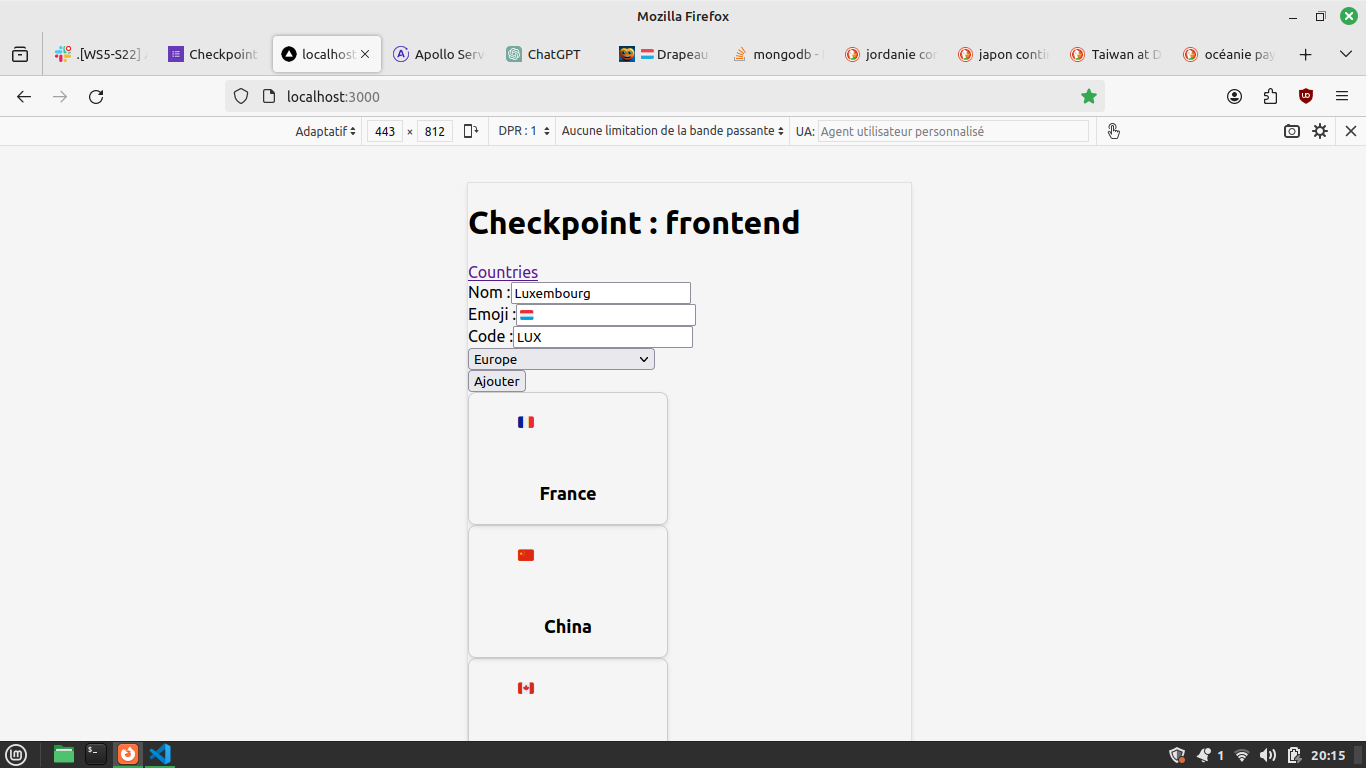 Mozilla Firefox
.[WS5-S22] Checkpoint localhost: Apollo Serv ChatGPT Drapeau mongodb - jordanie con japon conti Taiwan at D océanie pay
localhost:3000
Adaptatif 443 × 812 DPR : 1 Aucune limitation de la bande passante UA: Agent utilisateur personnalisé
Checkpoint : frontend
Countries
Nom : Luxembourg
Emoji :
Code : LUX
Europe
Ajouter
France
China
1 20:15